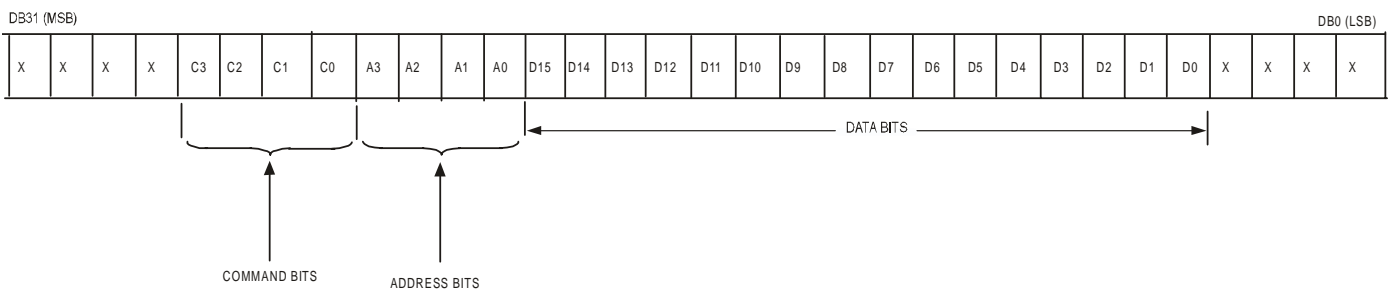 DB31 (MSB) DB0 (LSB)
X X X X C3 C2 C1 C0 A3 A2 A1 A0 D15 D14 D13 D12 D11 D10 D9 D8 D7 D6 D5 D4 D3 D2 D1 D0 X X X X
DATA BITS
COMMAND BITS ADDRESS BITS